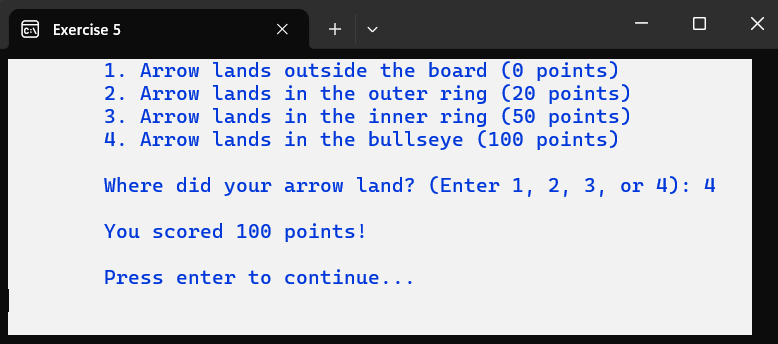 Exercise 5
1. Arrow lands outside the board (0 points)
2. Arrow lands in the outer ring (20 points)
3. Arrow lands in the inner ring (50 points)
4. Arrow lands in the bullseye (100 points)
Where did your arrow land? (Enter 1, 2, 3, or 4): 4
You scored 100 points!
Press enter to continue...